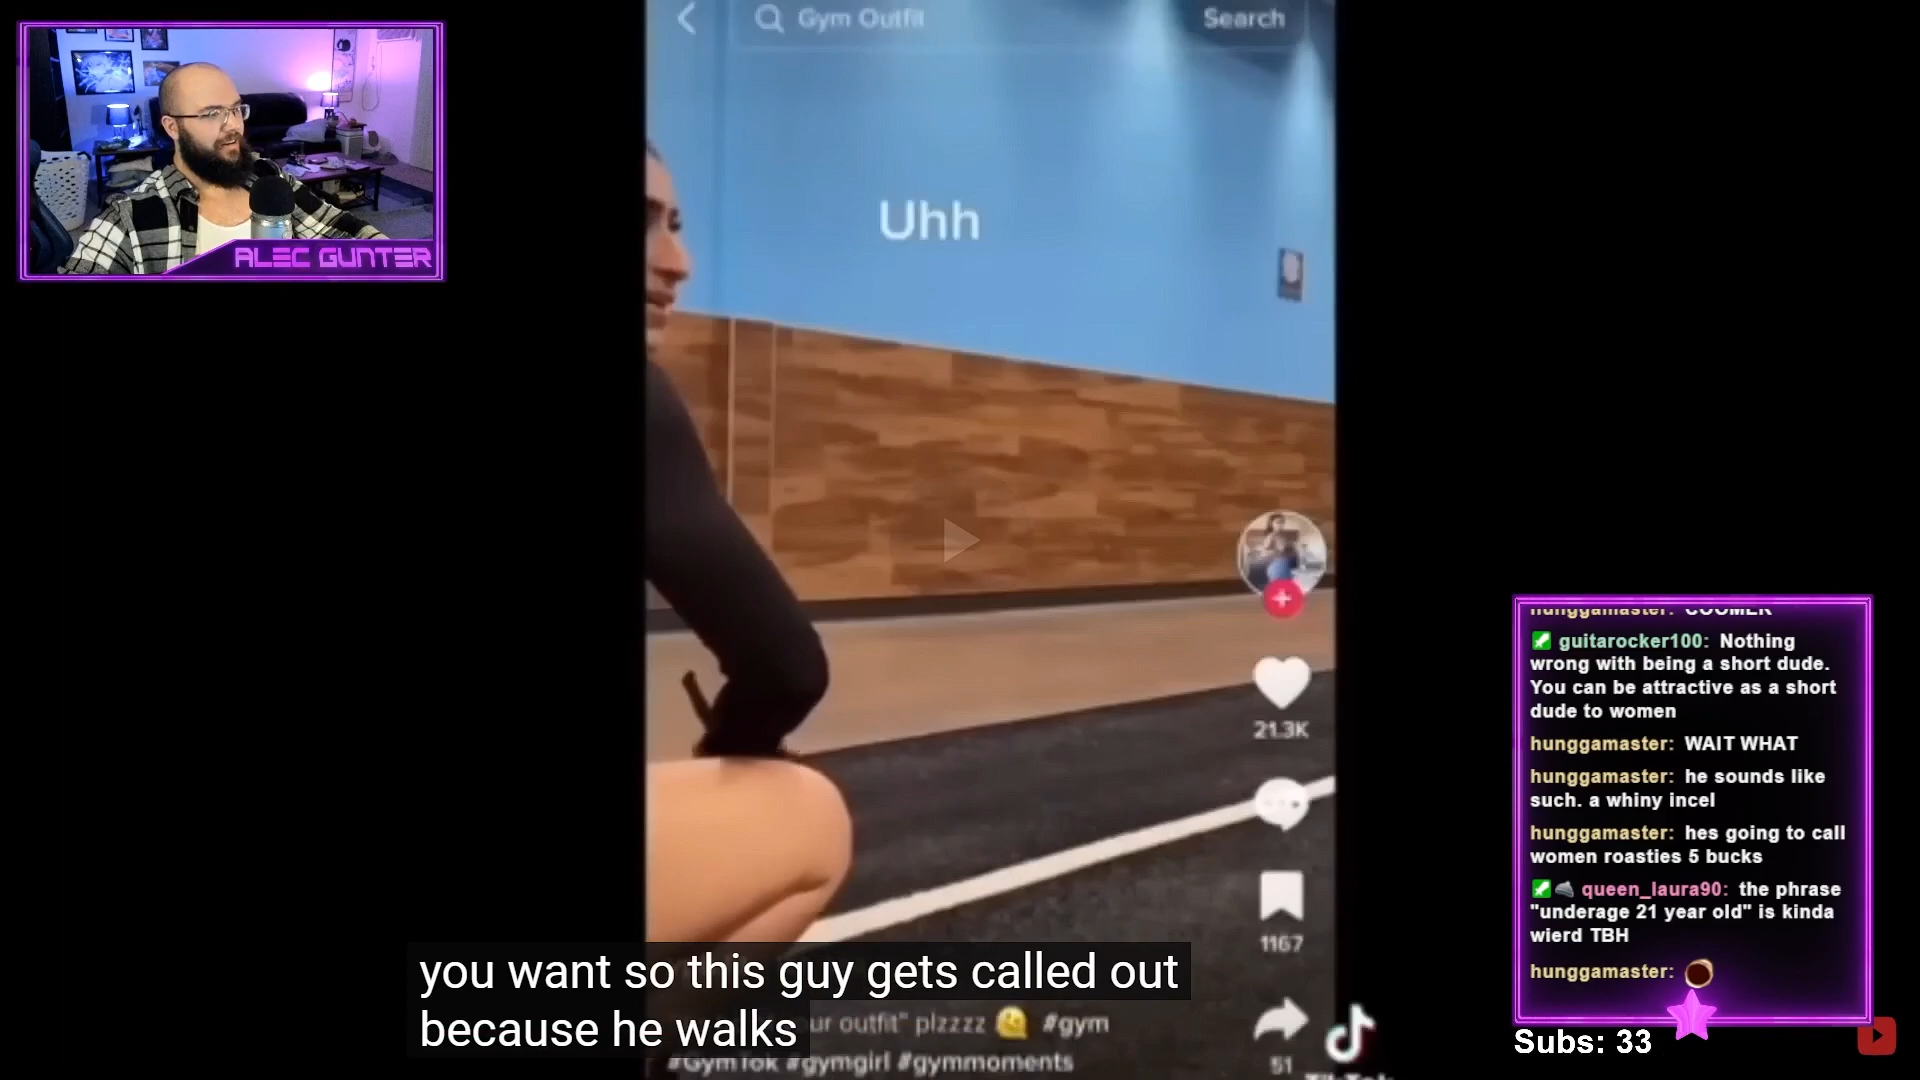 Gym Outfit
Search
Uhh
ALEC GUNTER
21.3K
1167
51
you want so this guy gets called out
because he walks
ur outfit" plzzzz 🫠 #gym
#GymTok #gymgirl #gymmoments
TikTok
hunggamaster: COOMER
guitarocker100: Nothing
wrong with being a short dude.
You can be attractive as a short
dude to women
hunggamaster: WAIT WHAT
hunggamaster: he sounds like
such. a whiny incel
hunggamaster: hes going to call
women roasties 5 bucks
queen_laura90: the phrase
"underage 21 year old" is kinda
wierd TBH
hunggamaster:
Subs: 33